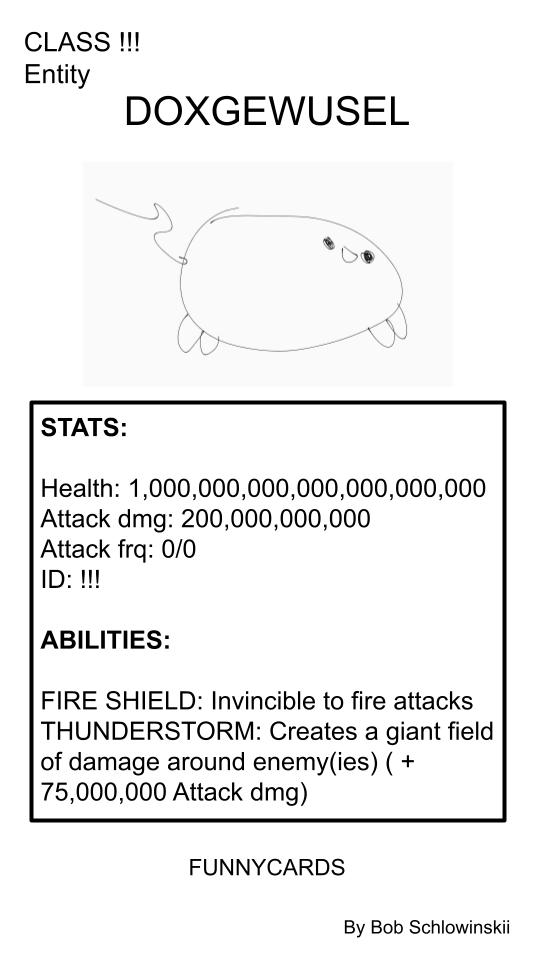 CLASS !!!
Entity
DOXGEWUSEL
STATS:
Health: 1,000,000,000,000,000,000,000
Attack dmg: 200,000,000,000
Attack frq: 0/0
ID: !!!
ABILITIES:
FIRE SHIELD: Invincible to fire attacks
THUNDERSTORM: Creates a giant field
of damage around enemy(ies) ( +
75,000,000 Attack dmg)
FUNNYCARDS
By Bob Schlowinskii